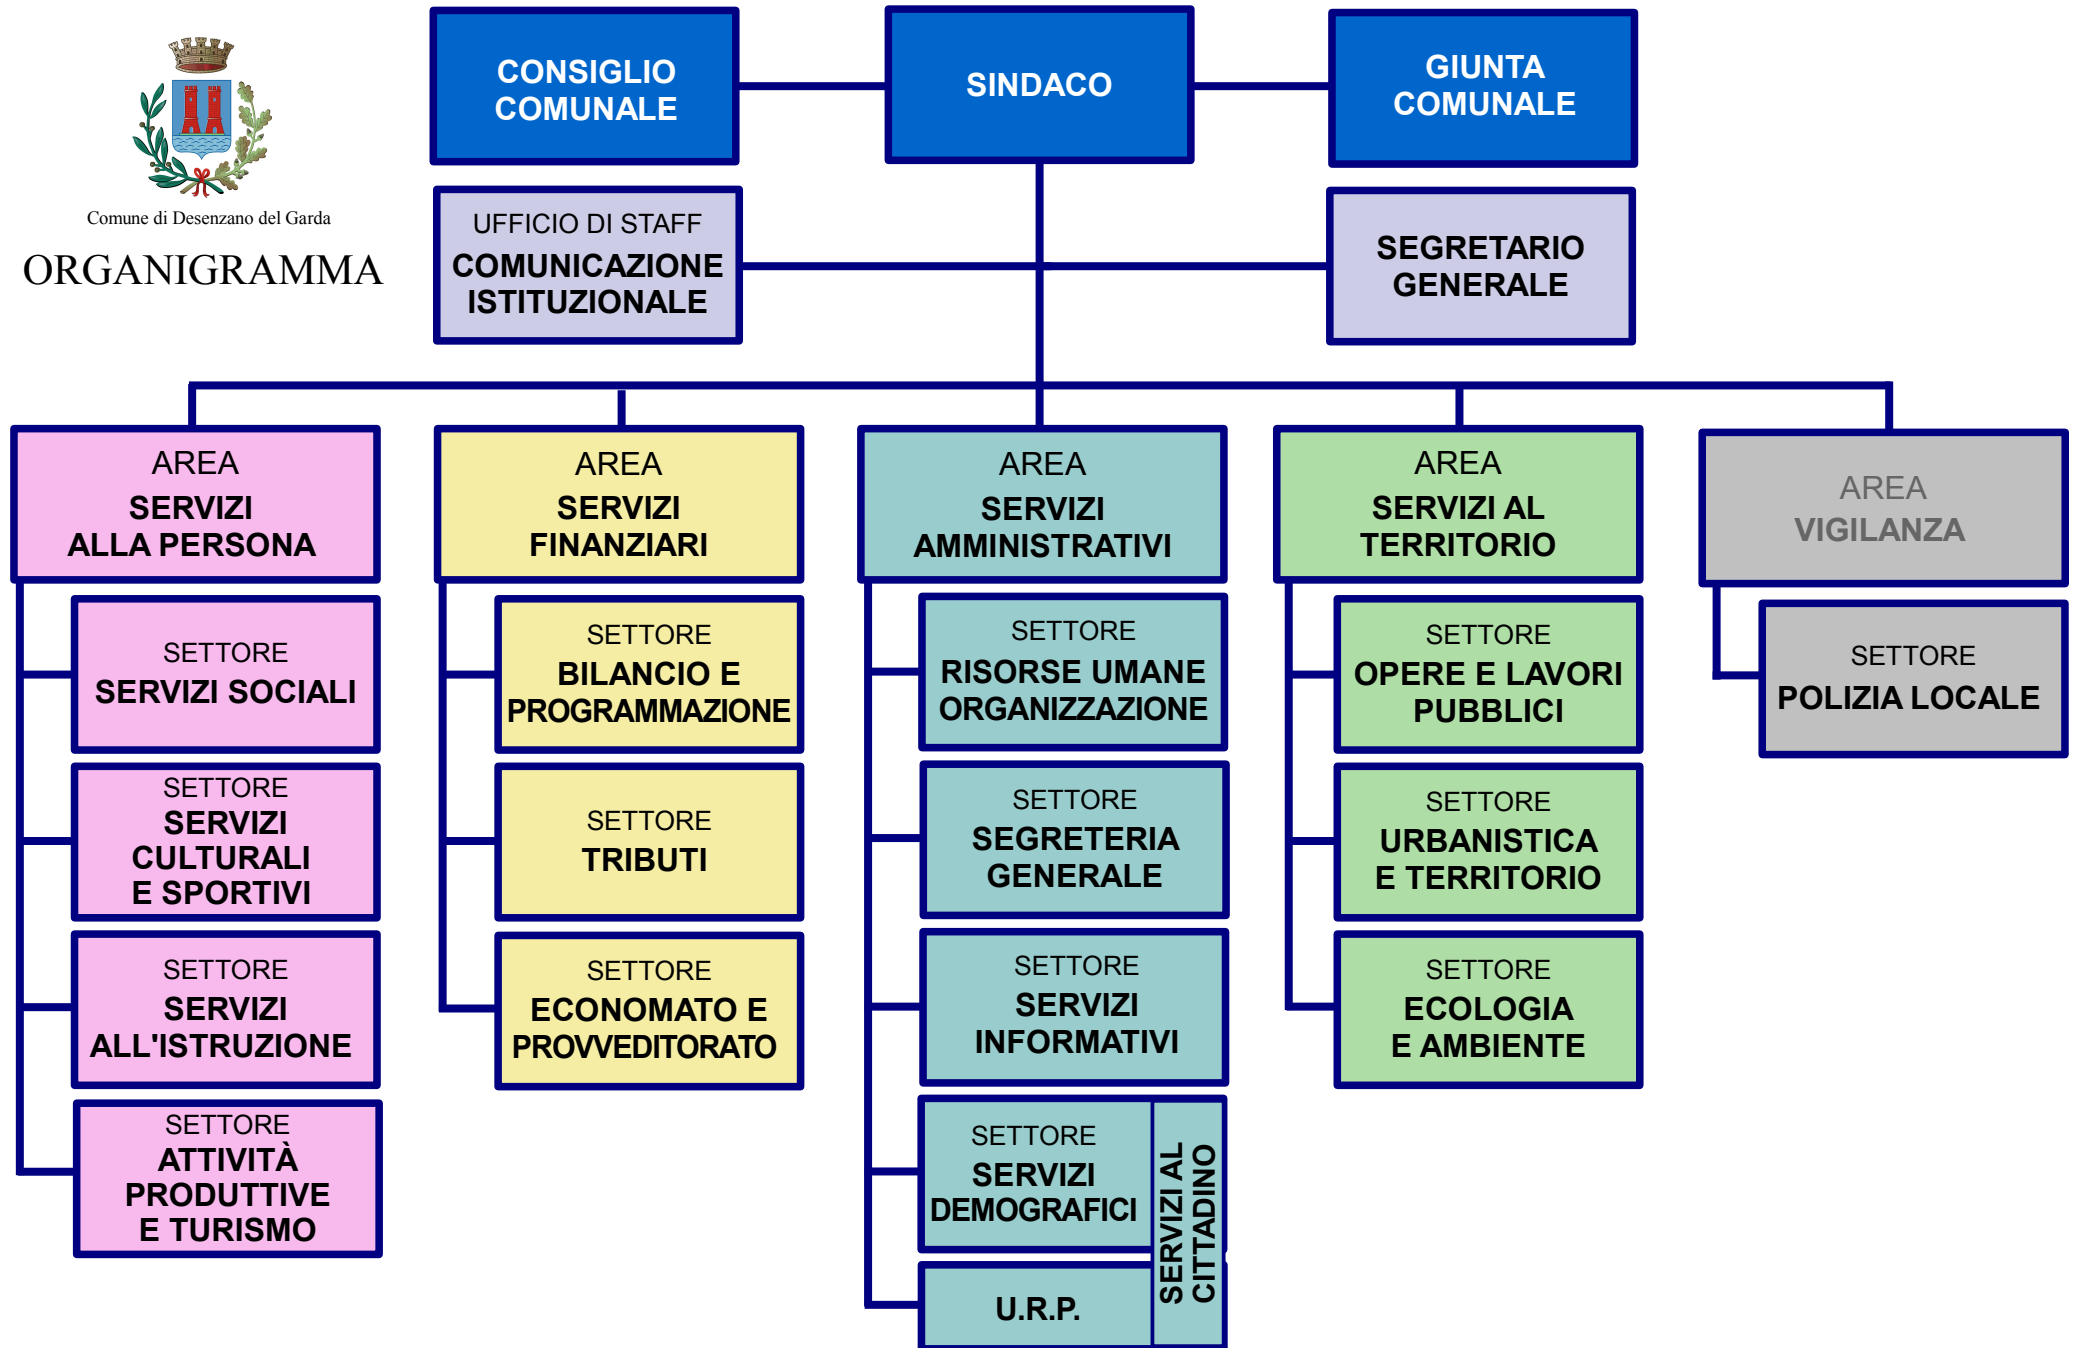 Comune di Desenzano del Garda
ORGANIGRAMMA
CONSIGLIO
COMUNALE
SINDACO
GIUNTA
COMUNALE
UFFICIO DI STAFF
COMUNICAZIONE
ISTITUZIONALE
SEGRETARIO
GENERALE
AREA
SERVIZI
ALLA PERSONA
SETTORE
SERVIZI SOCIALI
SETTORE
SERVIZI
CULTURALI
E SPORTIVI
SETTORE
SERVIZI
ALL'ISTRUZIONE
SETTORE
ATTIVITÀ
PRODUTTIVE
E TURISMO
AREA
SERVIZI
FINANZIARI
SETTORE
BILANCIO E
PROGRAMMAZIONE
SETTORE
TRIBUTI
SETTORE
ECONOMATO E
PROVVEDITORATO
AREA
SERVIZI
AMMINISTRATIVI
SETTORE
RISORSE UMANE
ORGANIZZAZIONE
SETTORE
SEGRETERIA
GENERALE
SETTORE
SERVIZI
INFORMATIVI
SETTORE
SERVIZI
DEMOGRAFICI
U.R.P.
SERVIZI AL
CITTADINO
AREA
SERVIZI AL
TERRITORIO
SETTORE
OPERE E LAVORI
PUBBLICI
SETTORE
URBANISTICA
E TERRITORIO
SETTORE
ECOLOGIA
E AMBIENTE
AREA
VIGILANZA
SETTORE
POLIZIA LOCALE